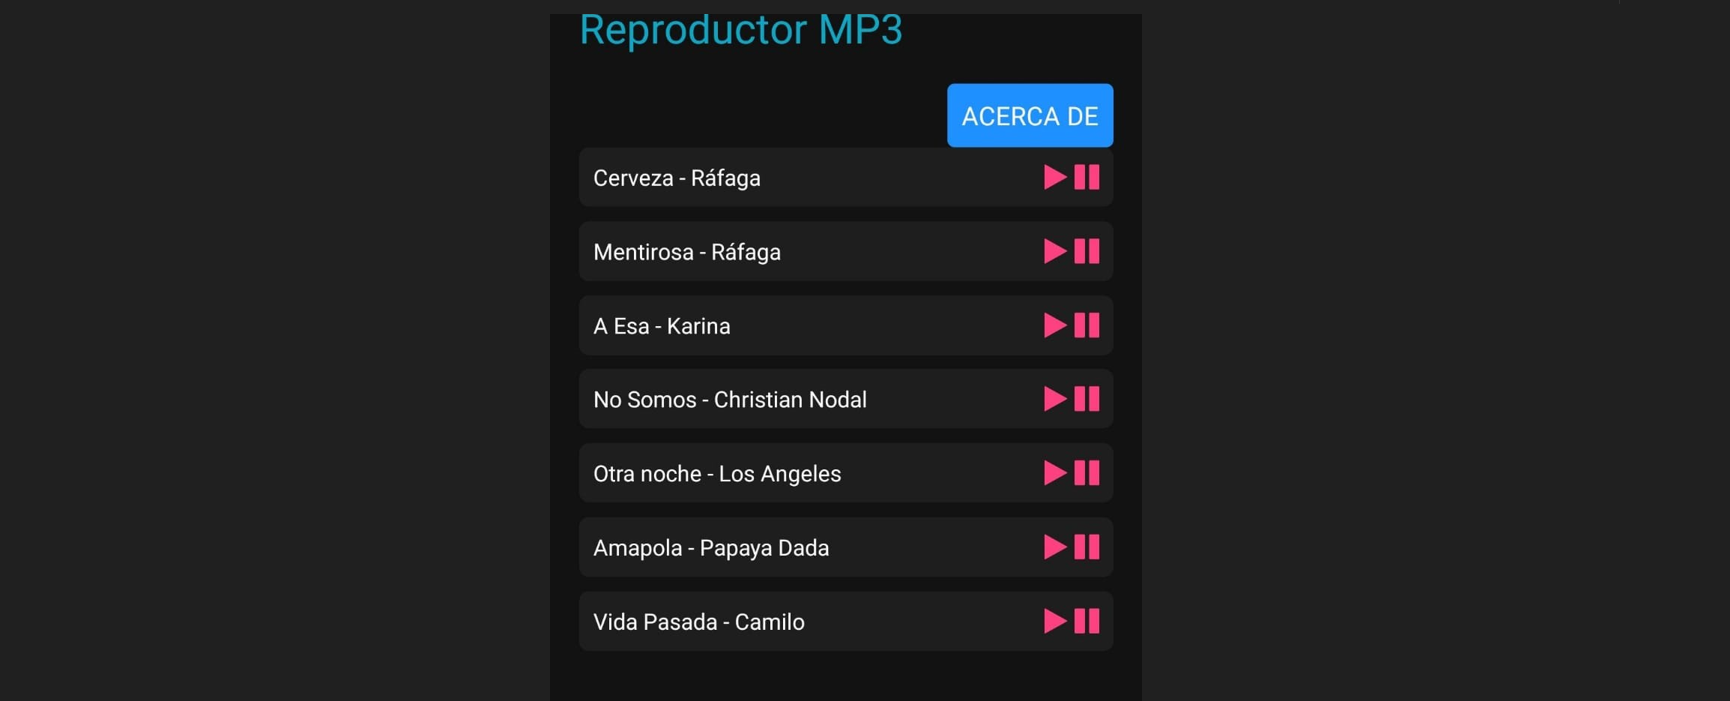 Reproductor MP3
ACERCA DE
Cerveza - Ráfaga
Mentirosa - Ráfaga
A Esa - Karina
No Somos - Christian Nodal
Otra noche - Los Angeles
Amapola - Papaya Dada
Vida Pasada - Camilo